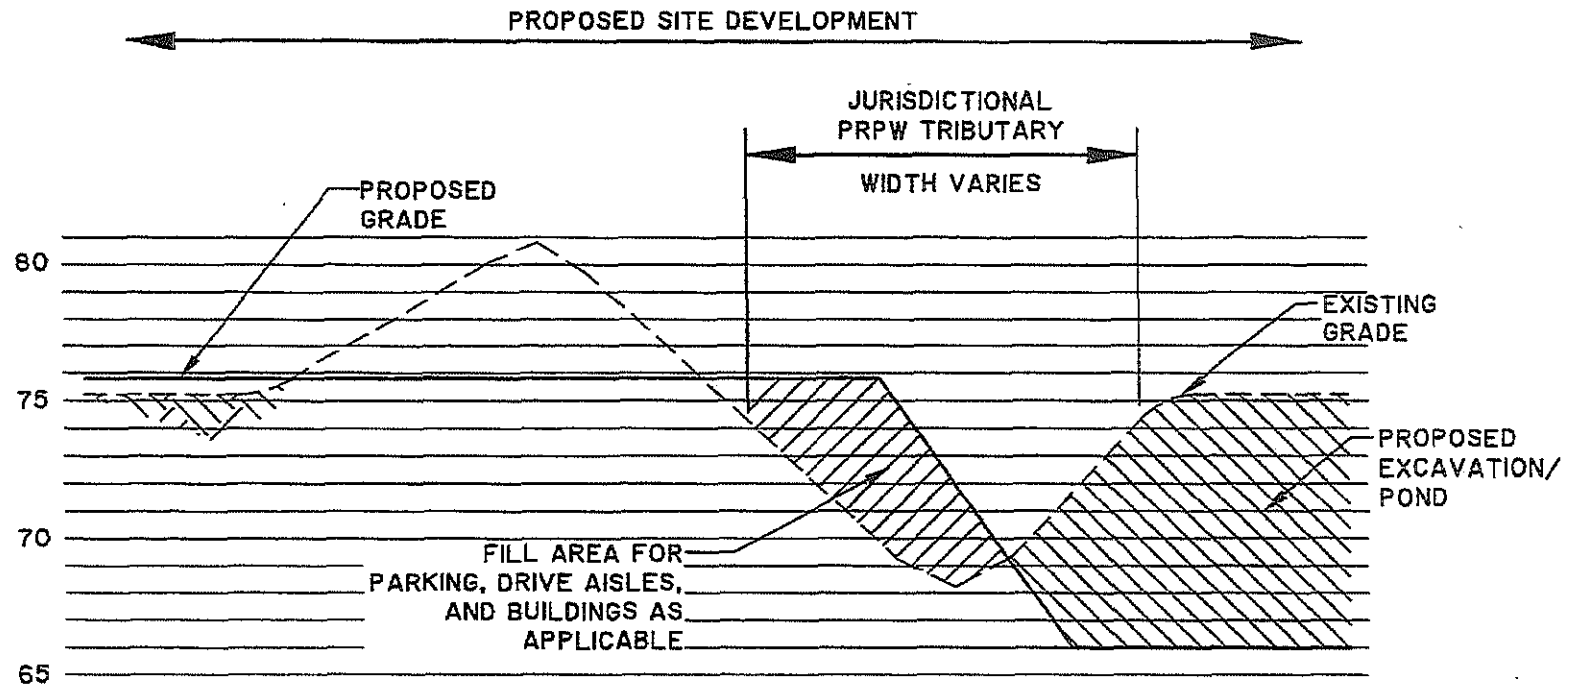 PROPOSED SITE DEVELOPMENT
JURISDICTIONAL
PRPW TRIBUTARY
WIDTH VARIES
PROPOSED
GRADE
80
EXISTING
GRADE
75
PROPOSED
EXCAVATION/
POND
70
FILL AREA FOR
PARKING, DRIVE AISLES,
AND BUILDINGS AS
APPLICABLE
65